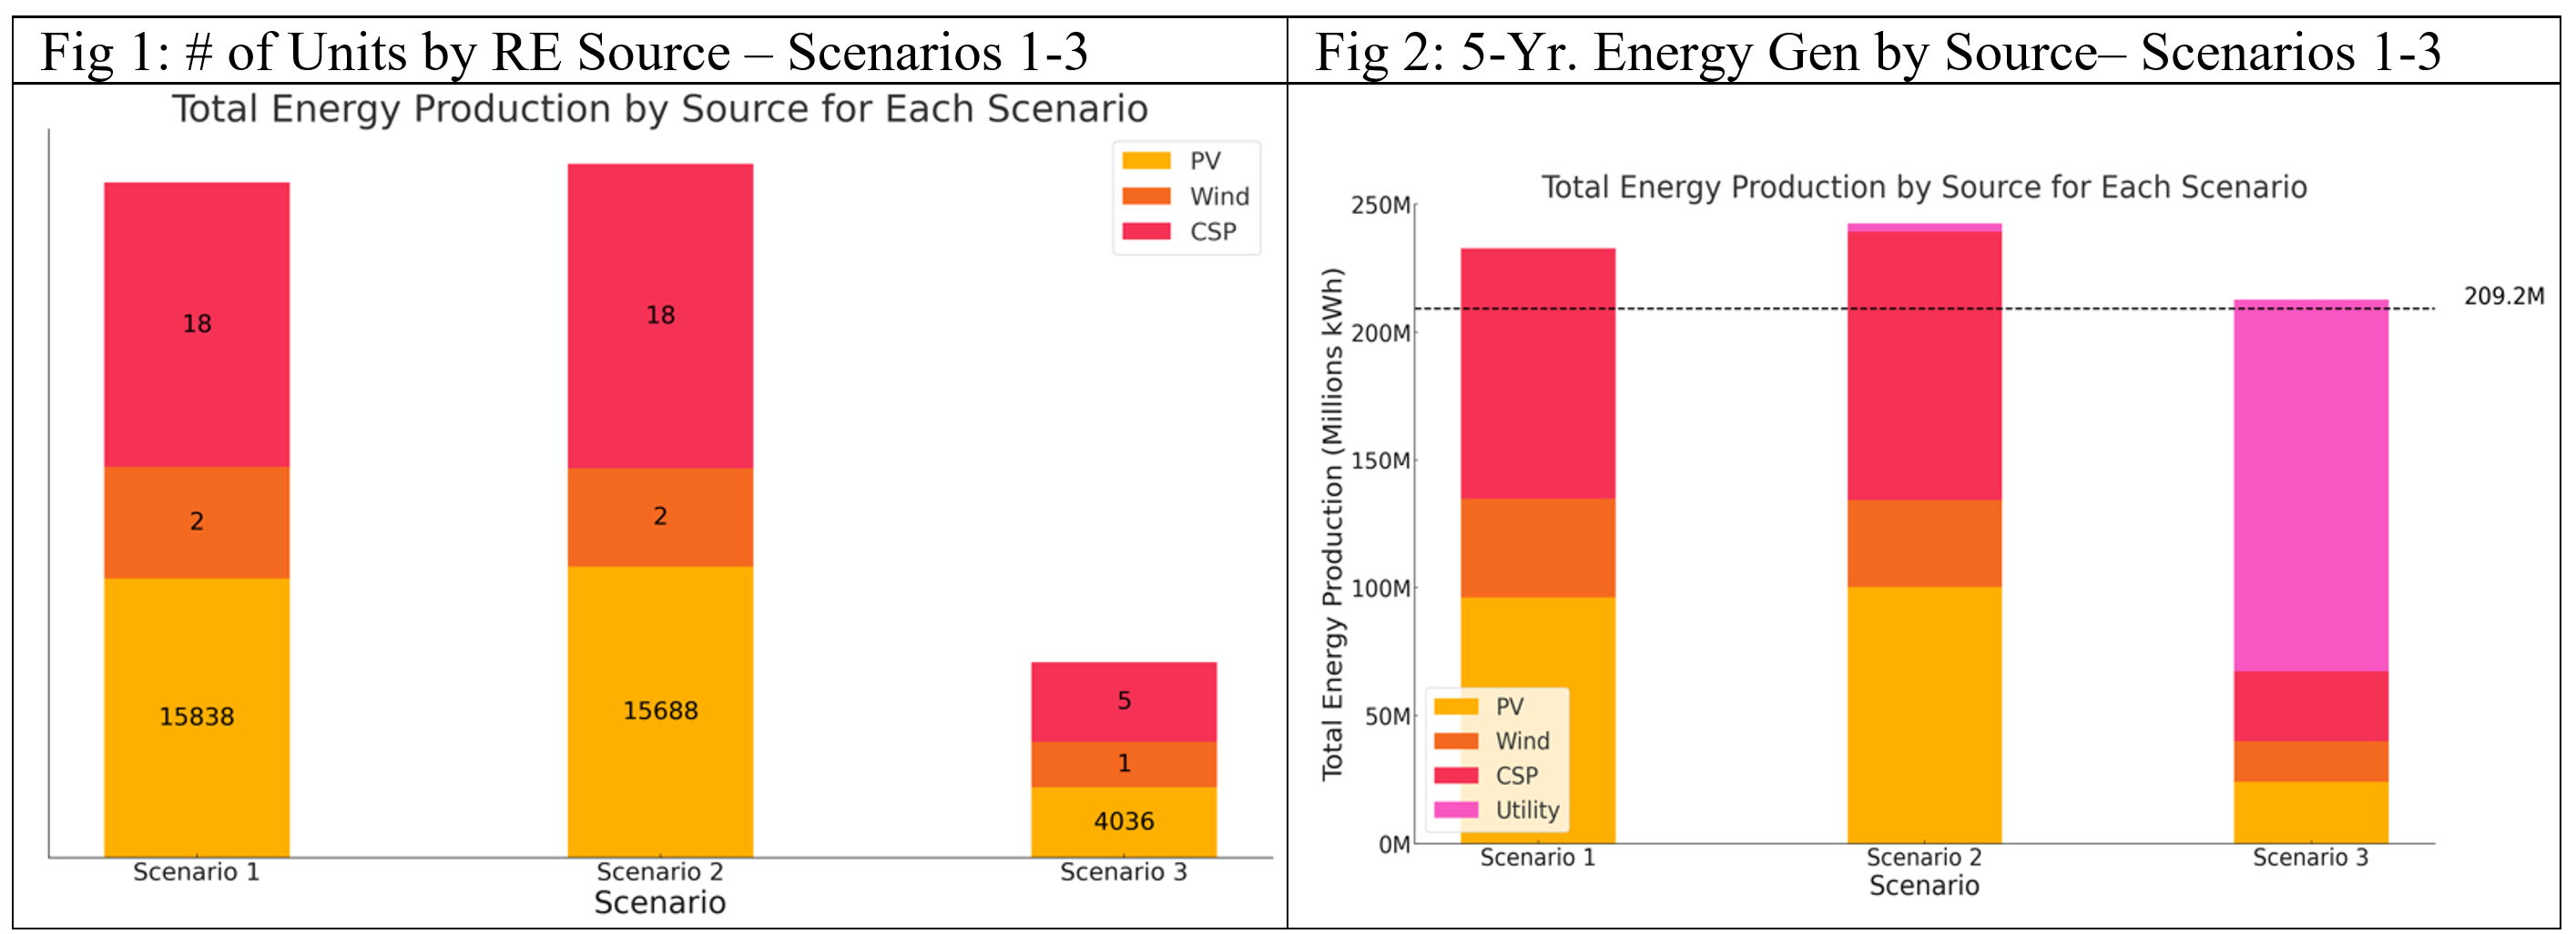 Fig 1: # of Units by RE Source – Scenarios 1-3
Total Energy Production by Source for Each Scenario
PV
Wind
CSP
18
18
2
2
15838
15688
5
1
4036
Scenario 1
Scenario 2
Scenario 3
Scenario
Fig 2: 5-Yr. Energy Gen by Source– Scenarios 1-3
Total Energy Production by Source for Each Scenario
Total Energy Production (Millions kWh)
250M
200M
150M
100M
50M
0M
209.2M
PV
Wind
CSP
Utility
Scenario 1
Scenario 2
Scenario 3
Scenario